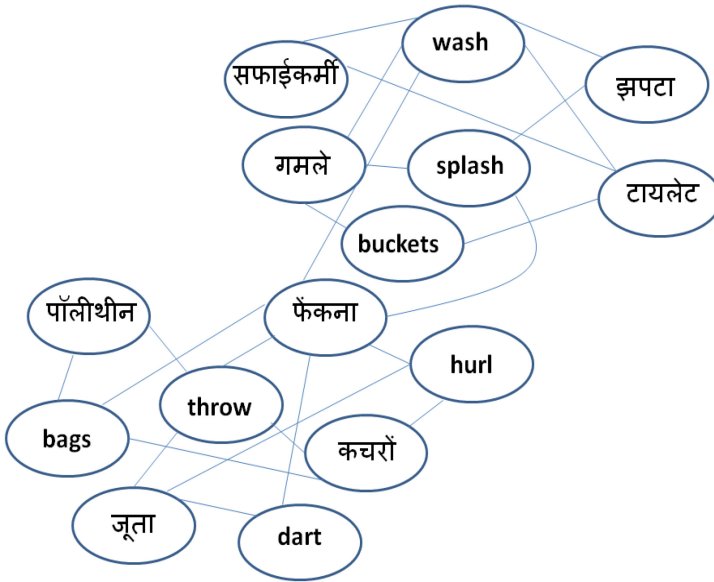 wash
सफाईकर्मी
झपटा
गमले
splash
टायलेट
buckets
पॉलीथीन
फेंकना
hurl
throw
bags
कचरों
जूता
dart